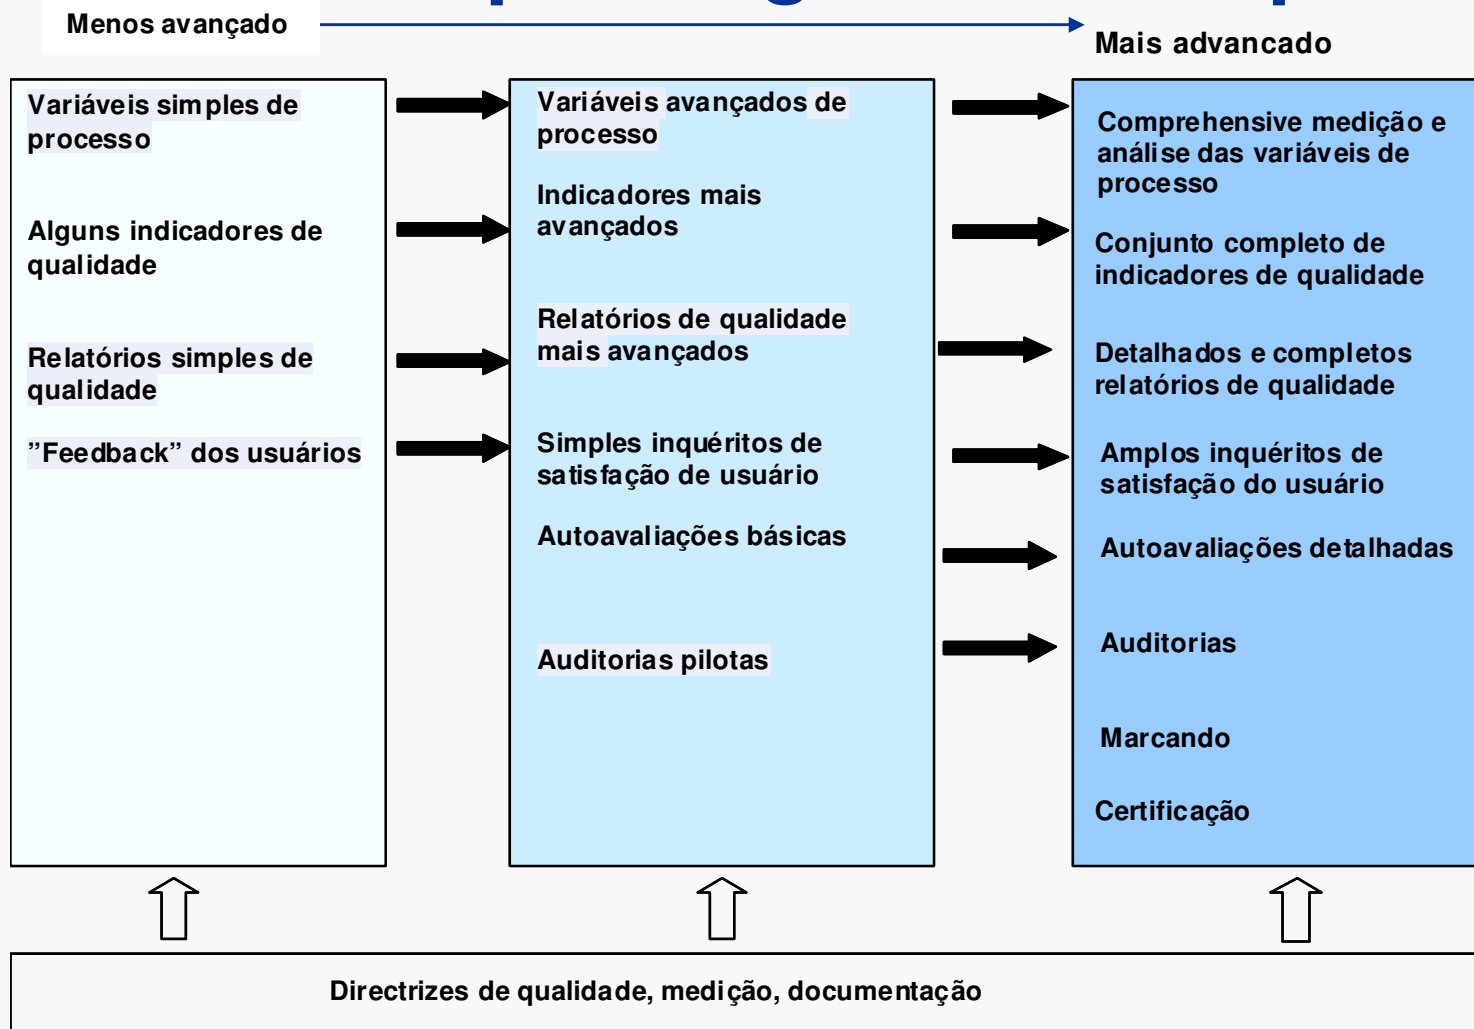 Menos avançado
Mais advancado
Variáveis simples de
processo
Alguns indicadores de
qualidade
Relatórios simples de
qualidade
”Feedback” dos usuários
Variáveis avançados de
processo
Indicadores mais
avançados
Relatórios de qualidade
mais avançados
Simples inquéritos de
satisfação de usuário
Autoavaliações básicas
Auditorias pilotas
Comprehensive medição e
análise das variáveis de
processo
Conjunto completo de
indicadores de qualidade
Detalhados e completos
relatórios de qualidade
Amplos inquéritos de
satisfação do usuário
Autoavaliações detalhadas
Auditorias
Marcando
Certificação
Directrizes de qualidade, medição, documentação